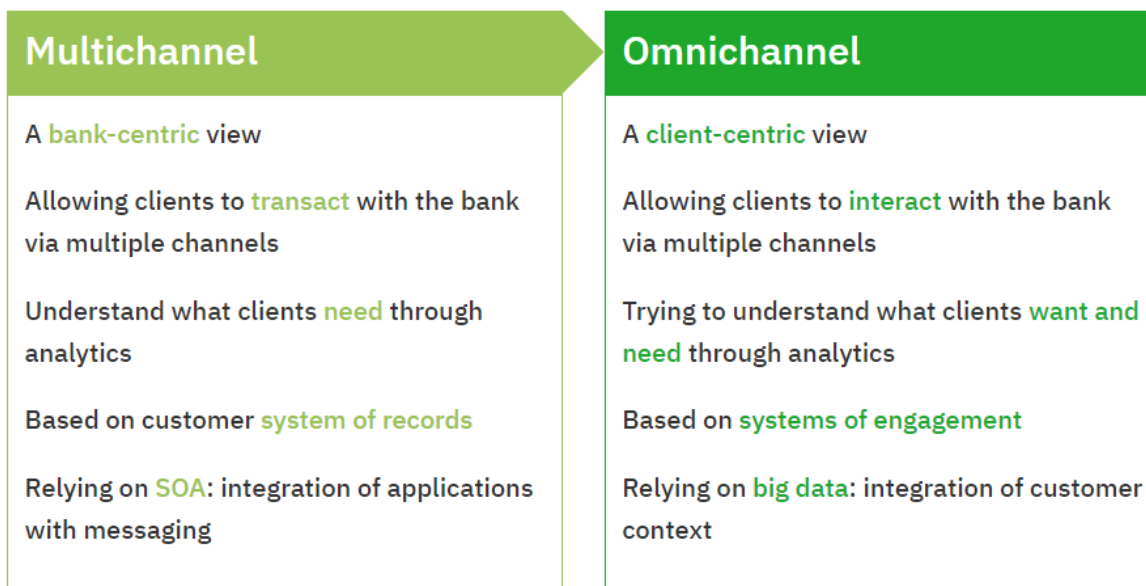 Multichannel
A bank-centric view
Allowing clients to transact with the bank
via multiple channels
Understand what clients need through
analytics
Based on customer system of records
Relying on SOA: integration of applications
with messaging
Omnichannel
A client-centric view
Allowing clients to interact with the bank
via multiple channels
Trying to understand what clients want and
need through analytics
Based on systems of engagement
Relying on big data: integration of customer
context